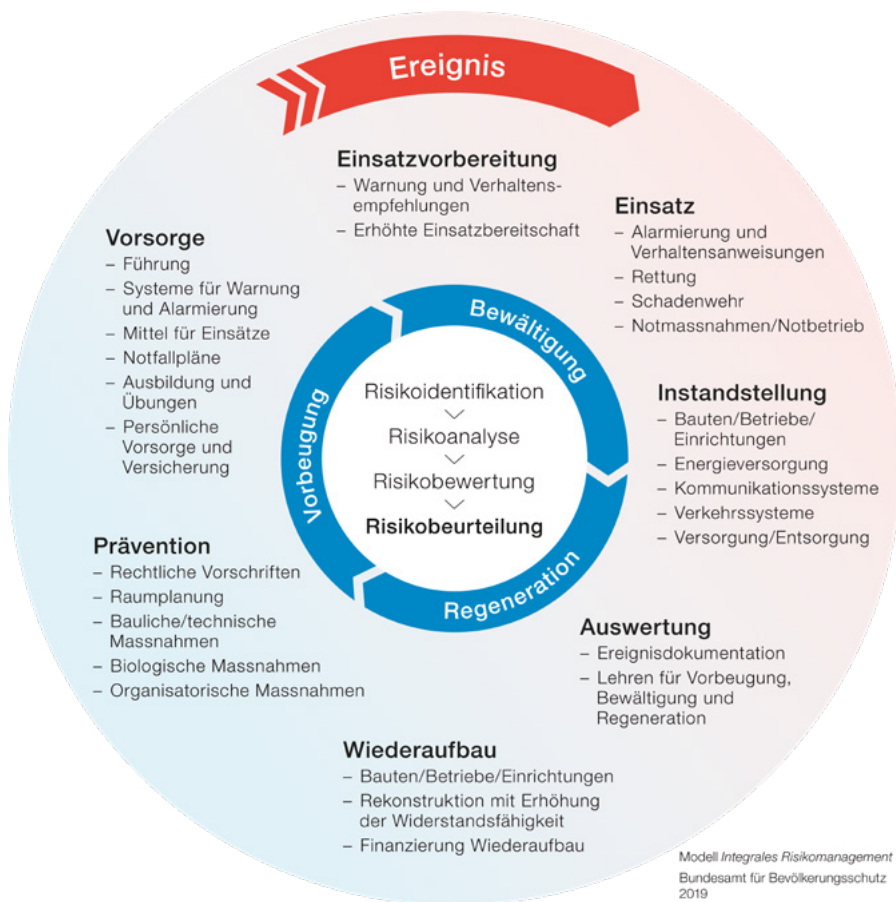 Ereignis
Einsatzvorbereitung
– Warnung und Verhaltens-
empfehlungen
– Erhöhte Einsatzbereitschaft
Einsatz
– Alarmierung und
Verhaltensanweisungen
– Rettung
– Schadenwehr
– Notmassnahmen/Notbetrieb
Vorsorge
– Führung
– Systeme für Warnung
und Alarmierung
– Mittel für Einsätze
– Notfallpläne
– Ausbildung und
Übungen
– Persönliche
Vorsorge und
Versicherung
Bewältigung
Vorbeugung
Regeneration
Risikoidentifikation
Risikoanalyse
Risikobewertung
Risikobeurteilung
Instandstellung
– Bauten/Betriebe/
Einrichtungen
– Energieversorgung
– Kommunikationssysteme
– Verkehrssysteme
– Versorgung/Entsorgung
Prävention
– Rechtliche Vorschriften
– Raumplanung
– Bauliche/technische
Massnahmen
– Biologische Massnahmen
– Organisatorische Massnahmen
Auswertung
– Ereignisdokumentation
– Lehren für Vorbeugung,
Bewältigung und
Regeneration
Wiederaufbau
– Bauten/Betriebe/Einrichtungen
– Rekonstruktion mit Erhöhung
der Widerstandsfähigkeit
– Finanzierung Wiederaufbau
Modell Integrales Risikomanagement
Bundesamt für Bevölkerungsschutz
2019